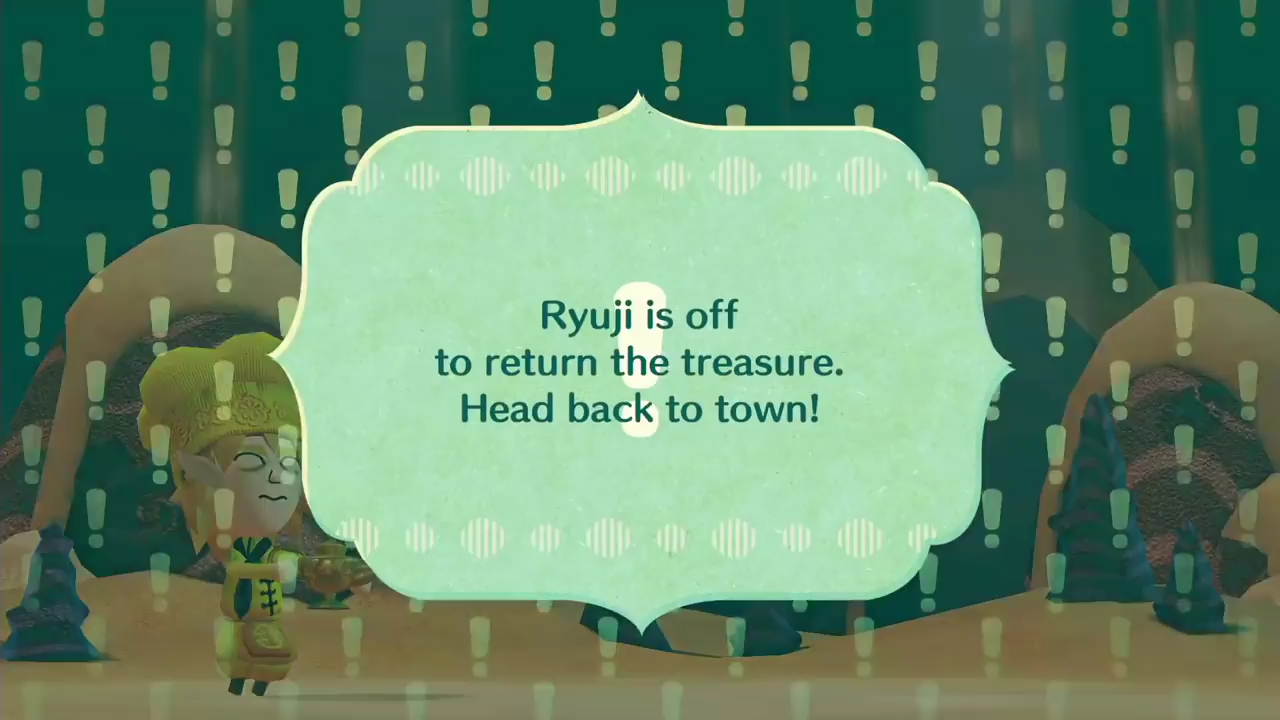 Ryuji is off
to return the treasure.
Head back to town!